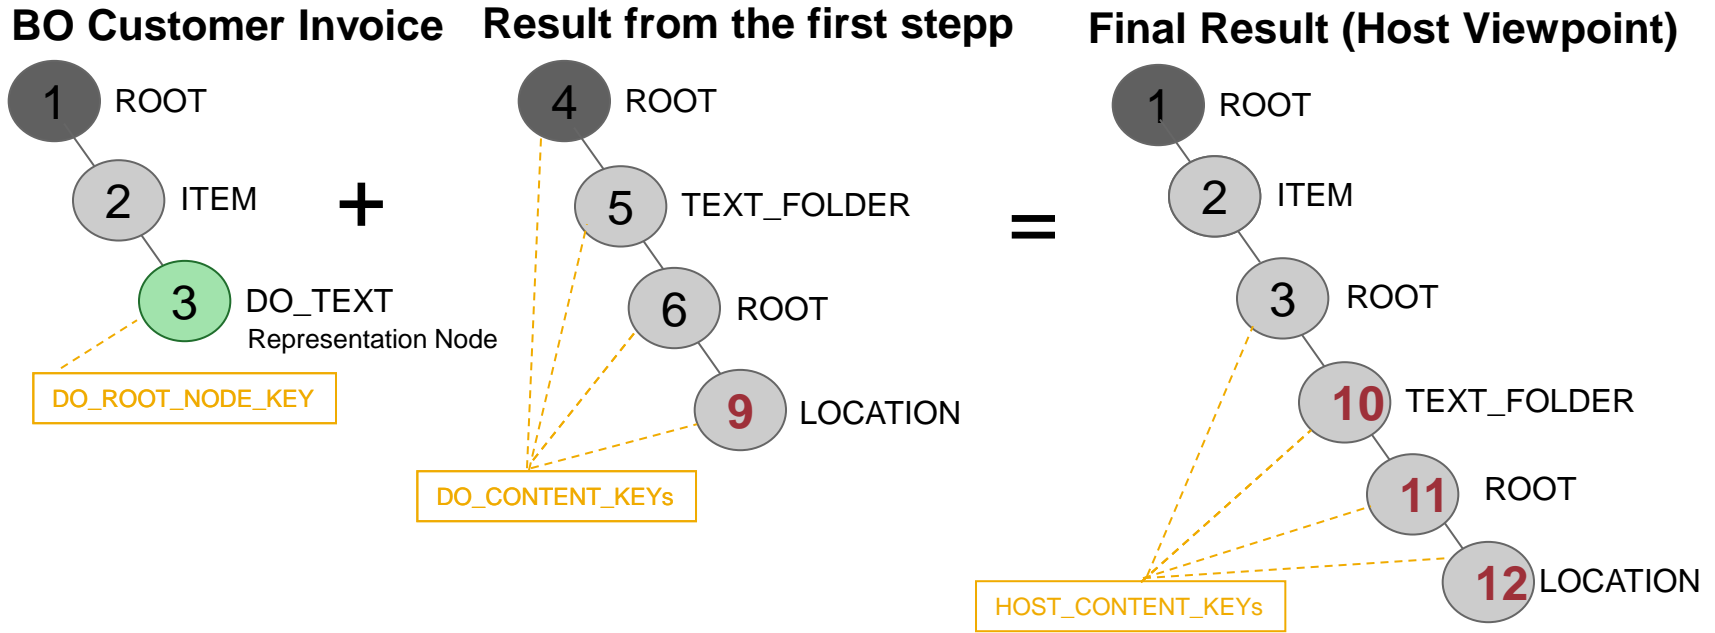 BO Customer Invoice
1 ROOT
2 ITEM
3 DO_TEXT
Representation Node
DO_ROOT_NODE_KEY
+
Result from the first stepp
4 ROOT
5 TEXT_FOLDER
6 ROOT
9 LOCATION
DO_CONTENT_KEYs
=
Final Result (Host Viewpoint)
1 ROOT
2 ITEM
3 ROOT
10 TEXT_FOLDER
11 ROOT
12 LOCATION
HOST_CONTENT_KEYs